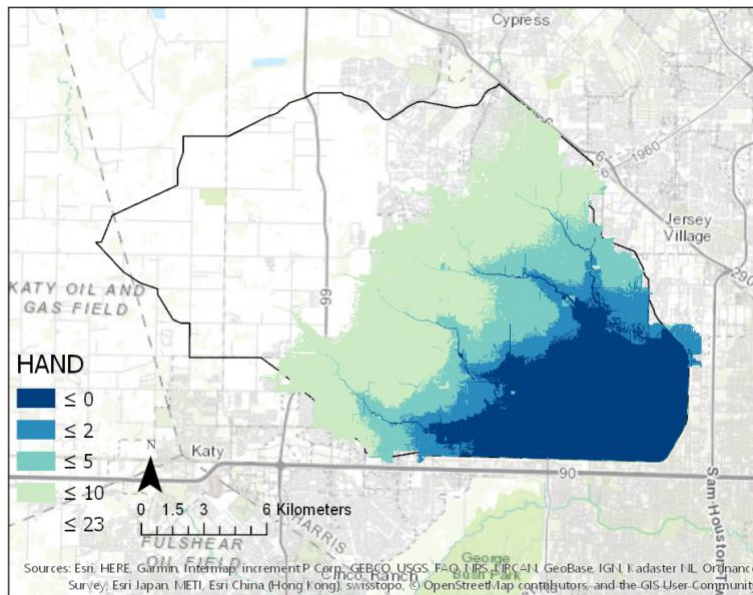 Cypress
6
1960
6
Jersey
Village
290
KATY OIL AND
GAS FIELD
99
HAND
≤ 0
≤ 2
≤ 5
≤ 10
≤ 23
N
Katy
90
0 1.5 3 6 Kilometers
HARRIS
FULSHEAR
OIL FIELD
Cinco Ranch
George
Bush Park
Sam Houston
Sources: Esri, HERE, Garmin, Intermap, increment P Corp., GEBCO, USGS, FAO, NPS, NRCAN, GeoBase, IGN, Kadaster NL, Ordnance
Survey, Esri Japan, METI, Esri China (Hong Kong), swisstopo, © OpenStreetMap contributors, and the GIS User Communit